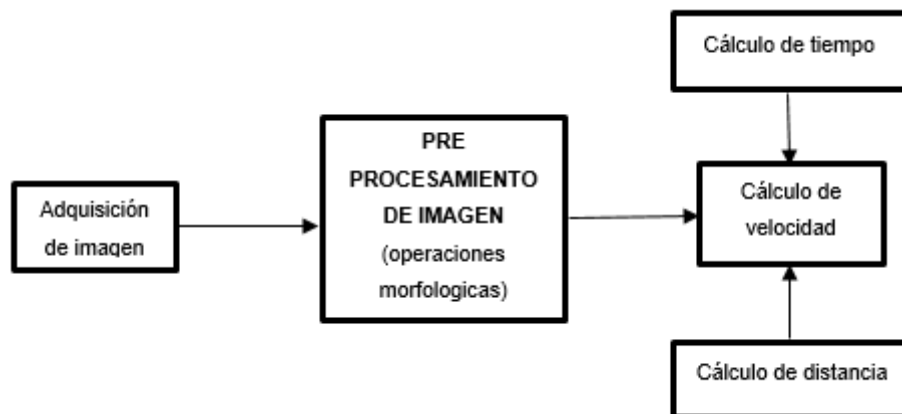 Cálculo de tiempo
PRE
PROCESAMIENTO
DE IMAGEN
(operaciones
morfologicas)
Adquisición
de imagen
Cálculo de
velocidad
Cálculo de distancia